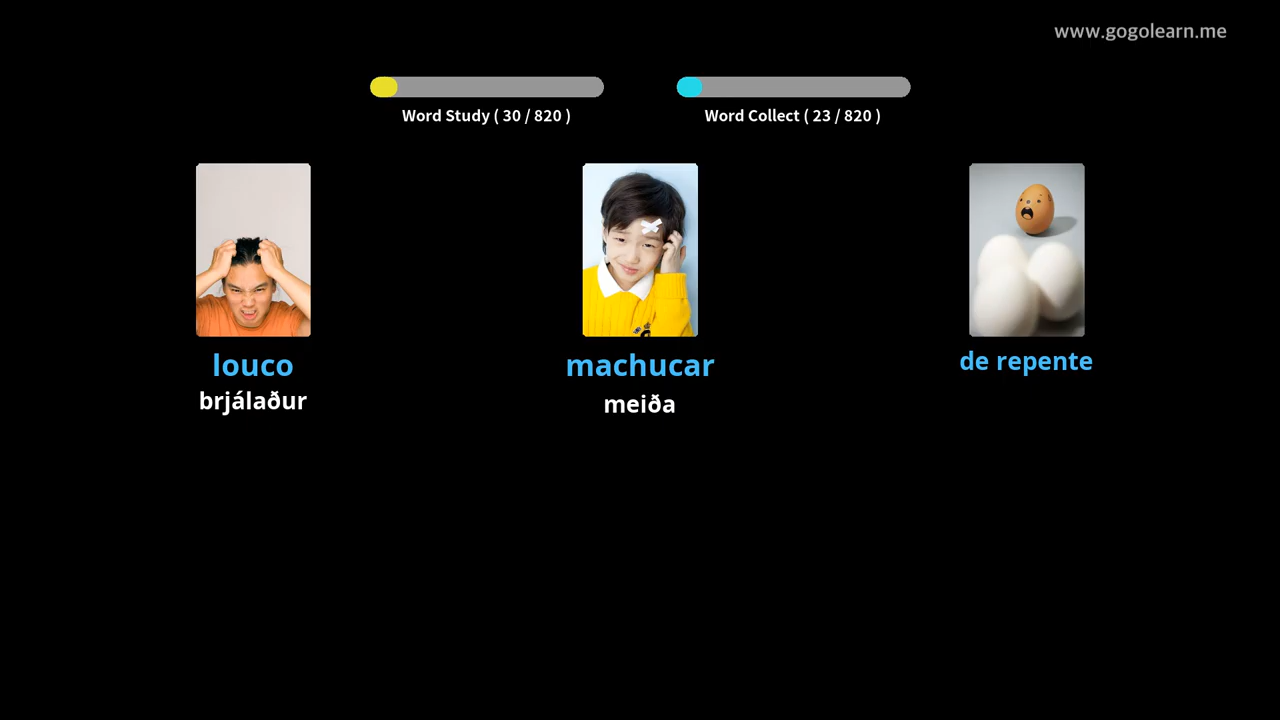 www.gogolearn.me
Word Study ( 30 / 820 )
Word Collect ( 23 / 820 )
louco
machucar
de repente
brjálaður
meiða